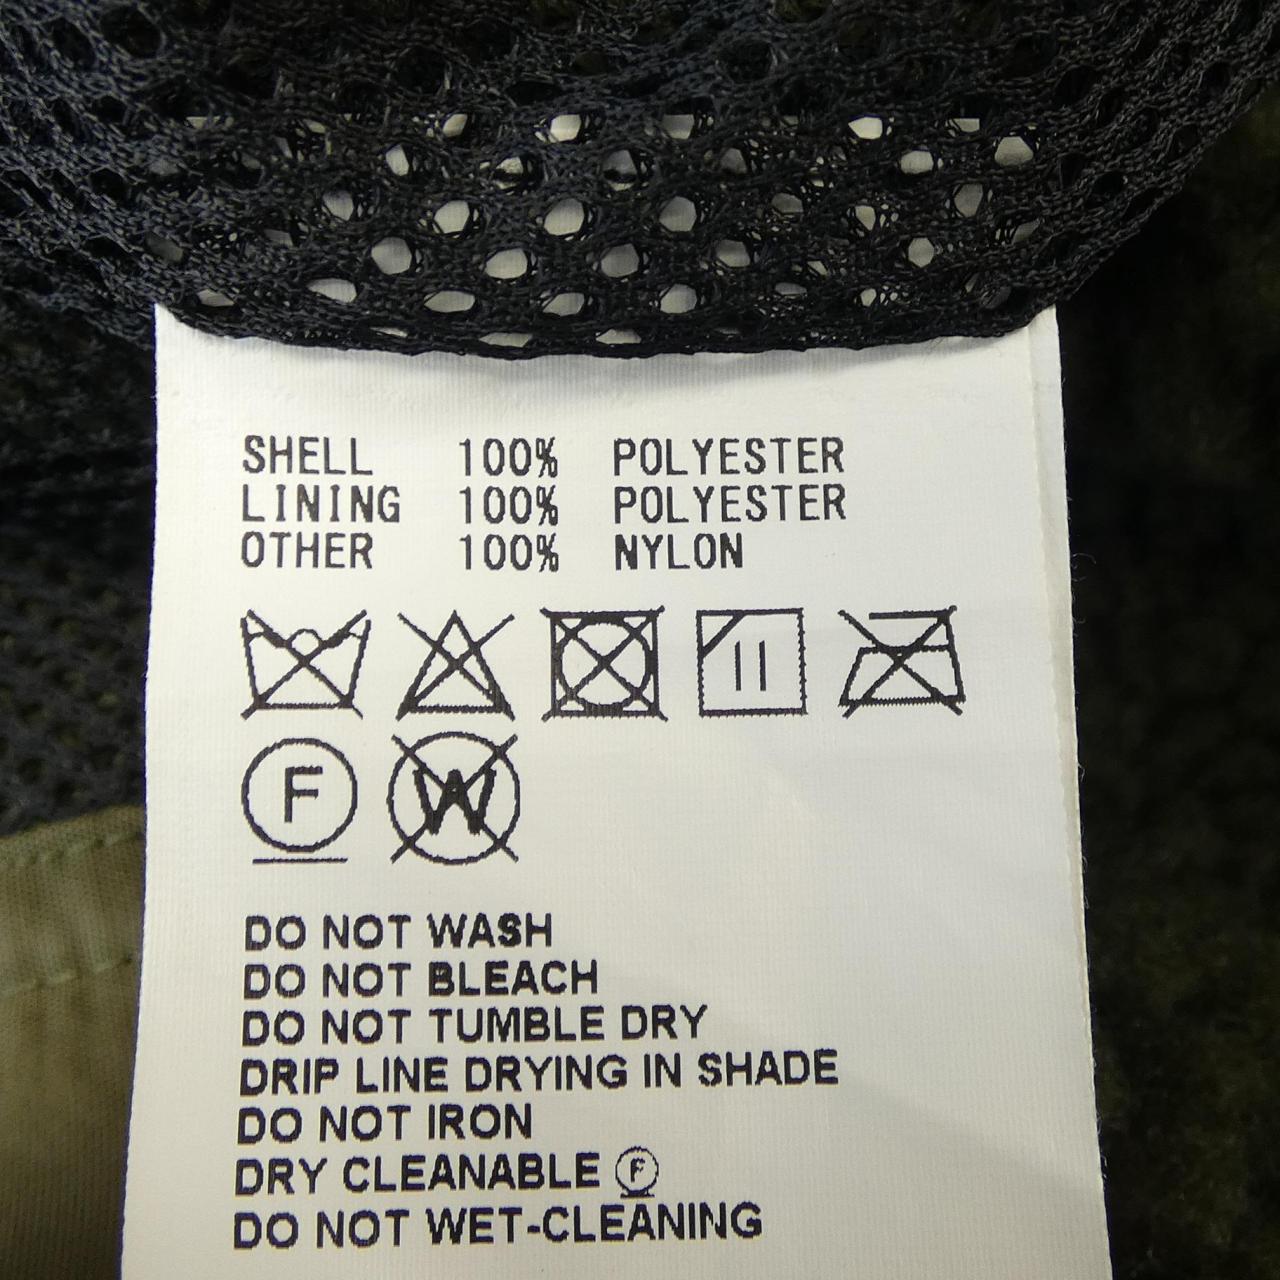 SHELL 100% POLYESTER
LINING 100% POLYESTER
OTHER 100% NYLON
F W
DO NOT WASH
DO NOT BLEACH
DO NOT TUMBLE DRY
DRIP LINE DRYING IN SHADE
DO NOT IRON
DRY CLEANABLE Ⓕ
DO NOT WET-CLEANING